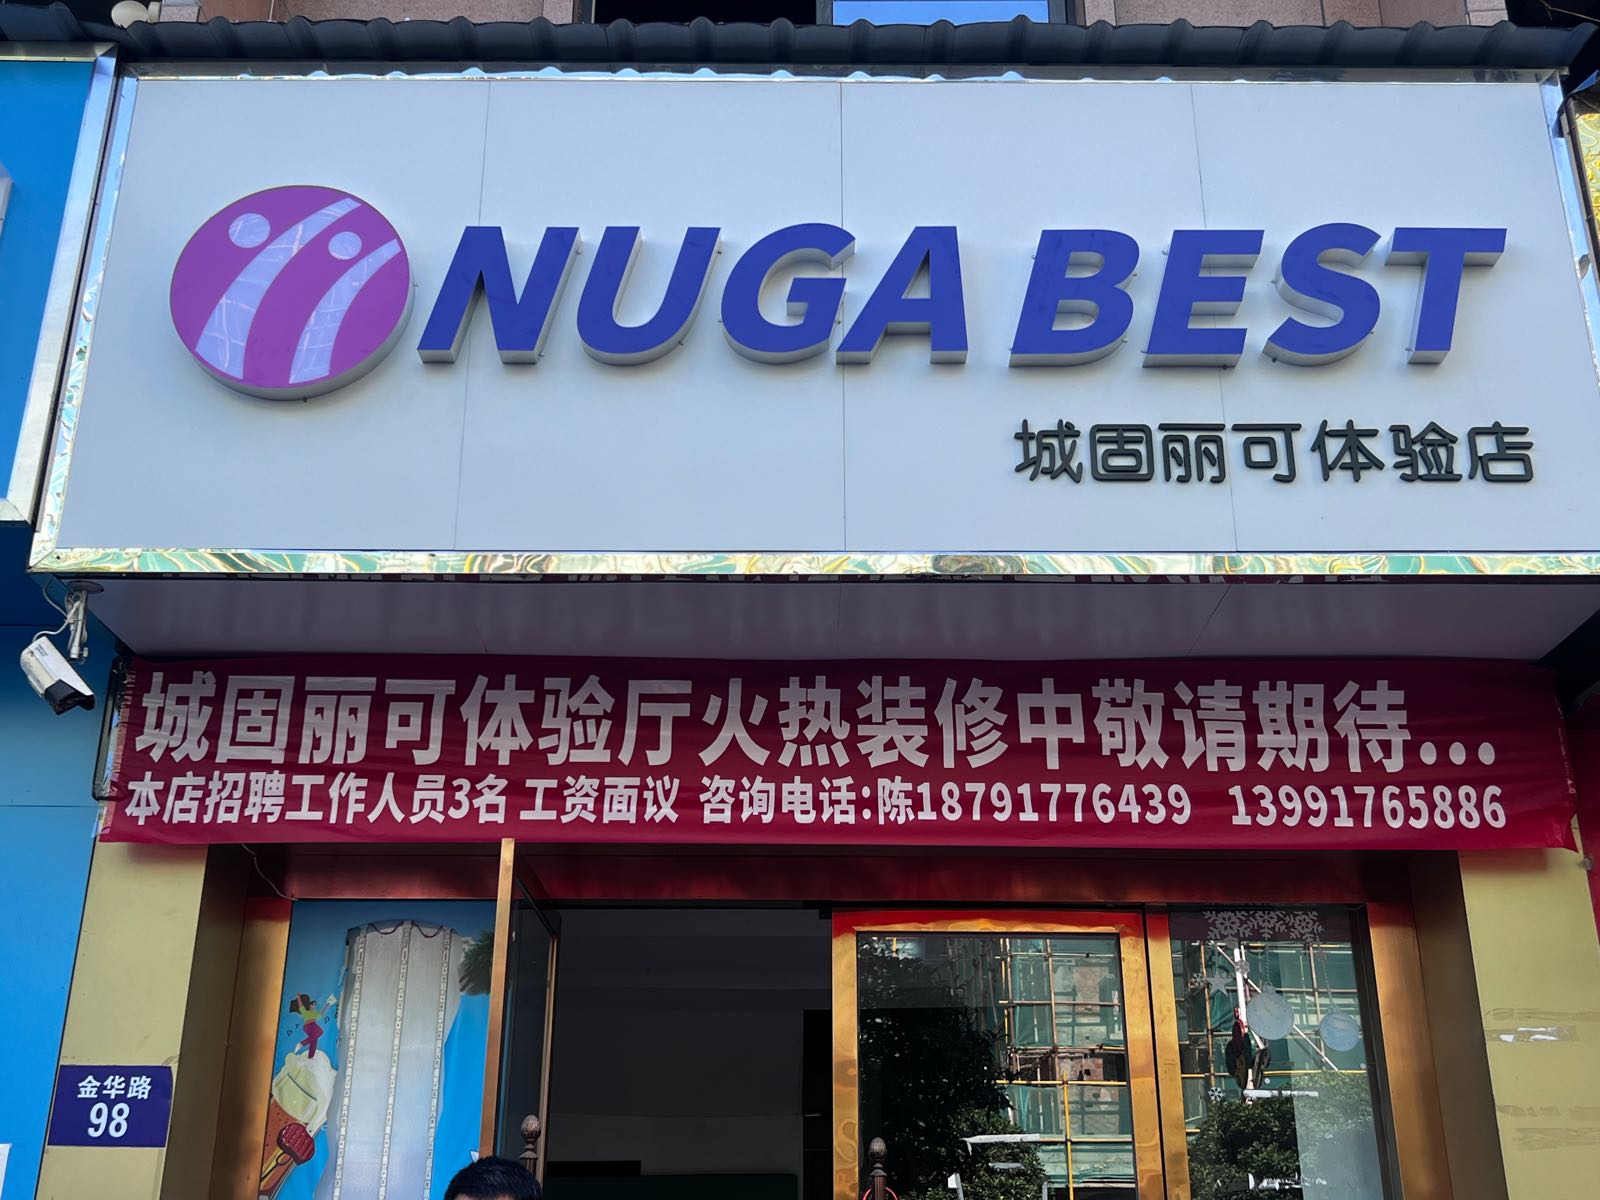 NUGA BEST
城固丽可体验店
城固丽可体验厅火热装修中敬请期待...
本店招聘工作人员3名 工资面议 咨询电话:陈18791776439 13991765886
金华路
98